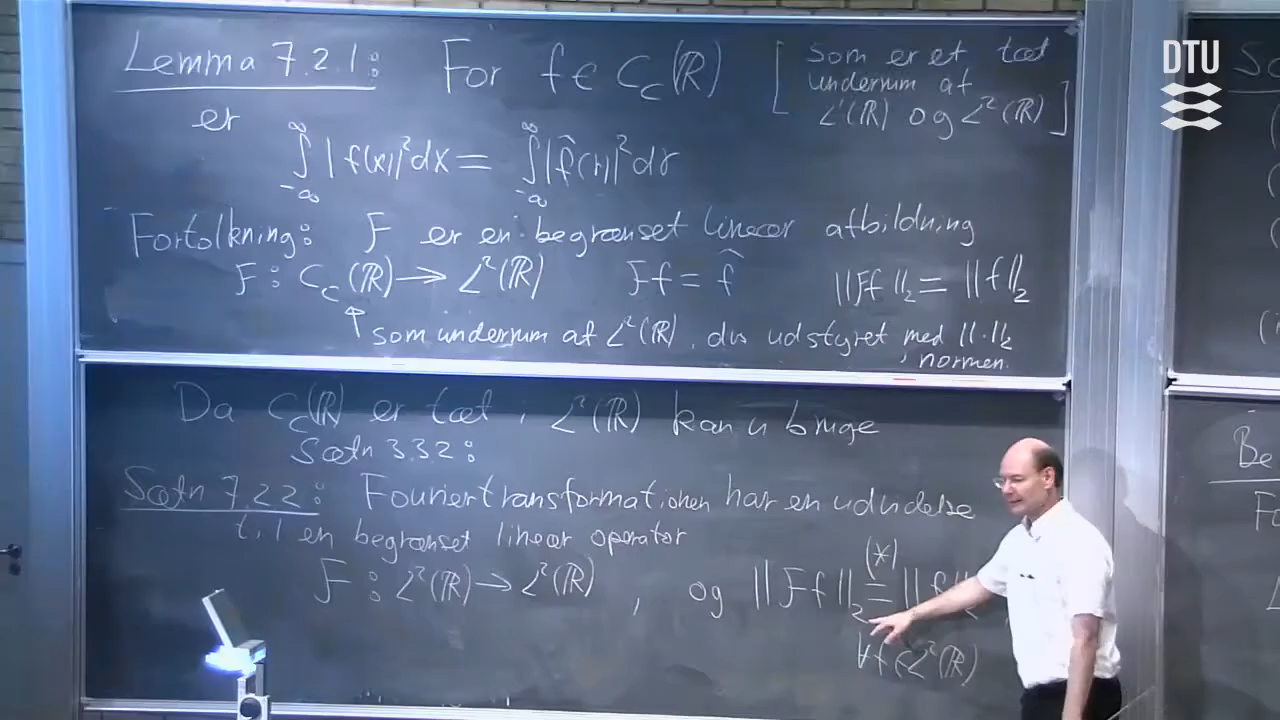 Lemma 7.2.1: For f ∈ C_c(ℝ) [som er et tæt
underrum af
L¹(ℝ) og L²(ℝ)]
er
∫_{-∞}^{∞} |f(x)|² dx = ∫_{-∞}^{∞} |f̂(γ)|² dγ
Fortolkning: F er en begrænset lineær afbildning
F : C_c(ℝ) → L²(ℝ) Ff = f̂ ||Ff||₂ = ||f||₂
↑ som underrum af L²(ℝ), dvs udstyret med ||·||₂
normen.
Da C_c(ℝ) er tæt i L²(ℝ) kan vi bruge
Sætn 3.3.2:
Sætn 7.2.2: Fouriertransformationen har en udvidelse
til en begrænset lineær operator
F : L²(ℝ) → L²(ℝ), og ||Ff||₂ (*)= ||f||₂
∀f∈L²(ℝ)
DTU
Be